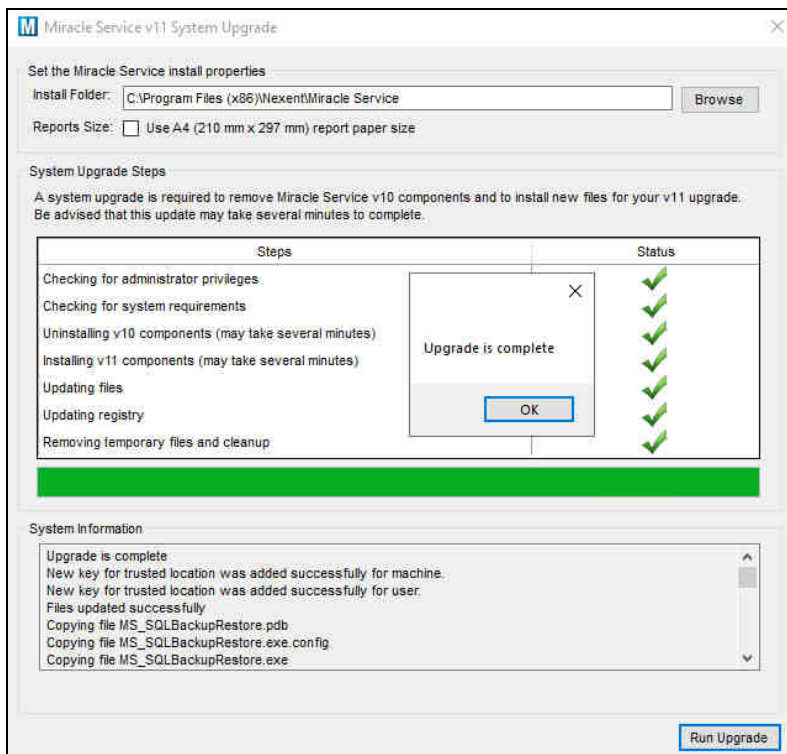 M Miracle Service v11 System Upgrade
Set the Miracle Service install properties
Install Folder: C:\Program Files (x86)\Nexent\Miracle Service Browse
Reports Size: Use A4 (210 mm x 297 mm) report paper size
System Upgrade Steps
A system upgrade is required to remove Miracle Service v10 components and to install new files for your v11 upgrade.
Be advised that this update may take several minutes to complete.
Steps Status
Checking for administrator privileges
Checking for system requirements
Uninstalling v10 components (may take several minutes)
Installing v11 components (may take several minutes)
Updating files
Updating registry
Removing temporary files and cleanup
Upgrade is complete
OK
System Information
Upgrade is complete
New key for trusted location was added successfully for machine.
New key for trusted location was added successfully for user.
Files updated successfully
Copying file MS_SQLBackupRestore.pdb
Copying file MS_SQLBackupRestore.exe.config
Copying file MS_SQLBackupRestore.exe
Run Upgrade